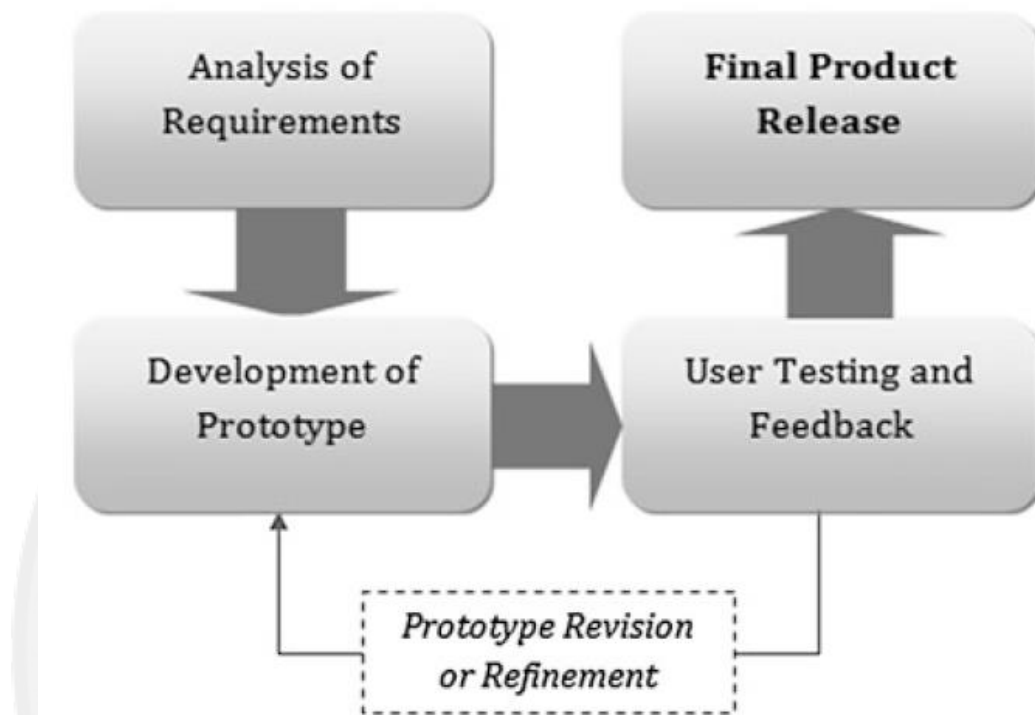 Analysis of
Requirements
Final Product
Release
Development of
Prototype
User Testing and
Feedback
Prototype Revision
or Refinement